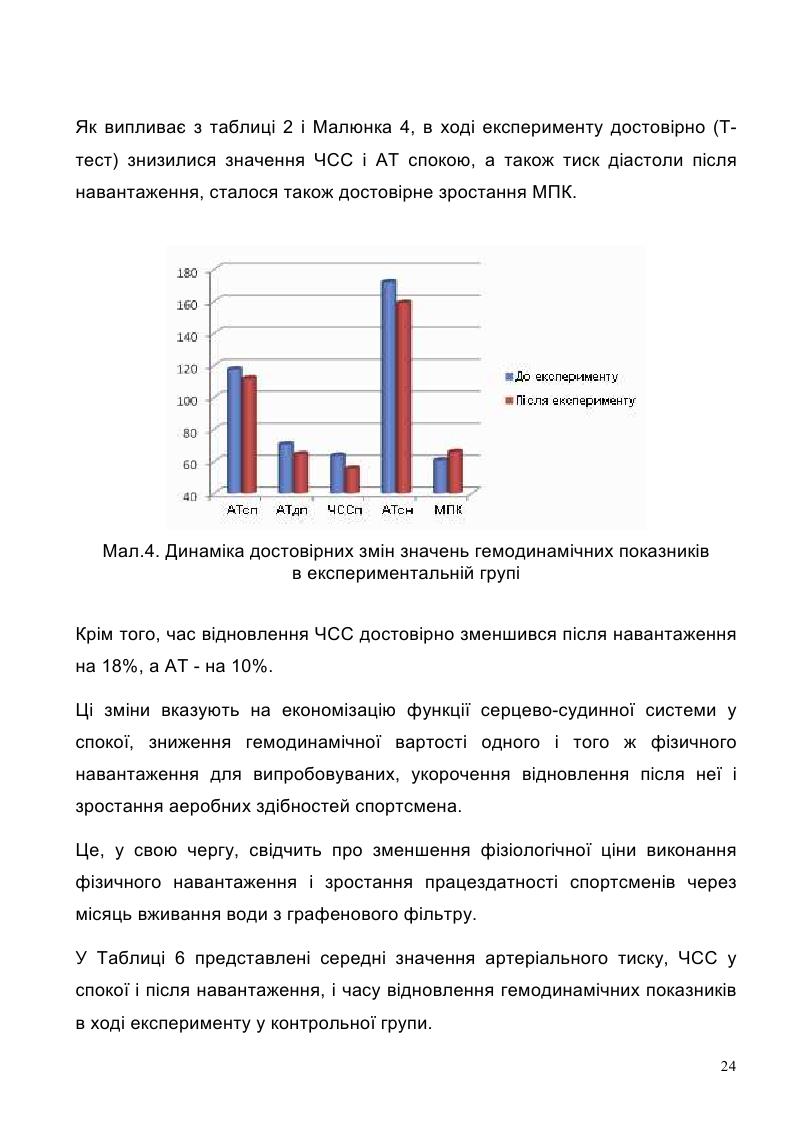 Як випливає з таблиці 2 і Малюнка 4, в ході експерименту достовірно (Т-
тест) знизилися значення ЧСС і АТ спокою, а також тиск діастоли після
навантаження, сталося також достовірне зростання МПК.
180
160
140
120
100
80
60
40
АТсп
АТдп
ЧССп
АТсн
МПК
До експерименту
Після експерименту
Мал.4. Динаміка достовірних змін значень гемодинамічних показників
в експериментальній групі
Крім того, час відновлення ЧСС достовірно зменшився після навантаження
на 18%, а АТ - на 10%.
Ці зміни вказують на економізацію функції серцево-судинної системи у
спокої, зниження гемодинамічної вартості одного і того ж фізичного
навантаження для випробовуваних, укорочення відновлення після неї і
зростання аеробних здібностей спортсмена.
Це, у свою чергу, свідчить про зменшення фізіологічної ціни виконання
фізичного навантаження і зростання працездатності спортсменів через
місяць вживання води з графенового фільтру.
У Таблиці 6 представлені середні значення артеріального тиску, ЧСС у
спокої і після навантаження, і часу відновлення гемодинамічних показників
в ході експерименту у контрольної групи.
24